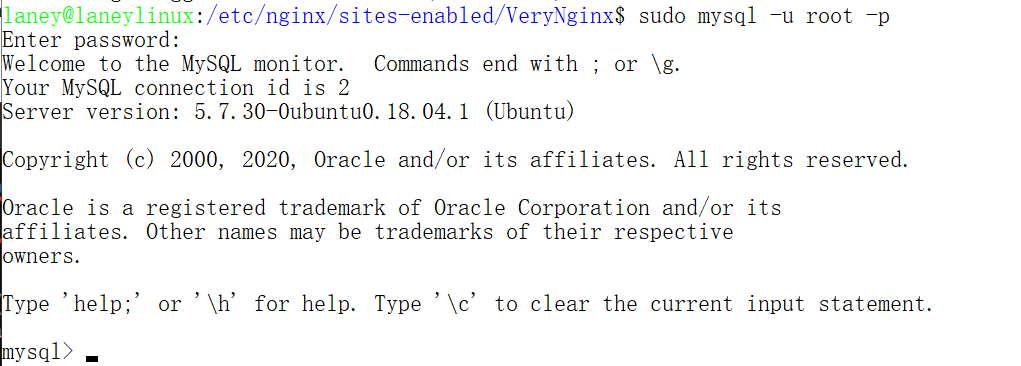 laney@laneylinux:/etc/nginx/sites-enabled/VeryNginx$ sudo mysql -u root -p
Enter password:
Welcome to the MySQL monitor.  Commands end with ; or \g.
Your MySQL connection id is 2
Server version: 5.7.30-0ubuntu0.18.04.1 (Ubuntu)
Copyright (c) 2000, 2020, Oracle and/or its affiliates. All rights reserved.
Oracle is a registered trademark of Oracle Corporation and/or its
affiliates. Other names may be trademarks of their respective
owners.
Type 'help;' or '\h' for help. Type '\c' to clear the current input statement.
mysql>